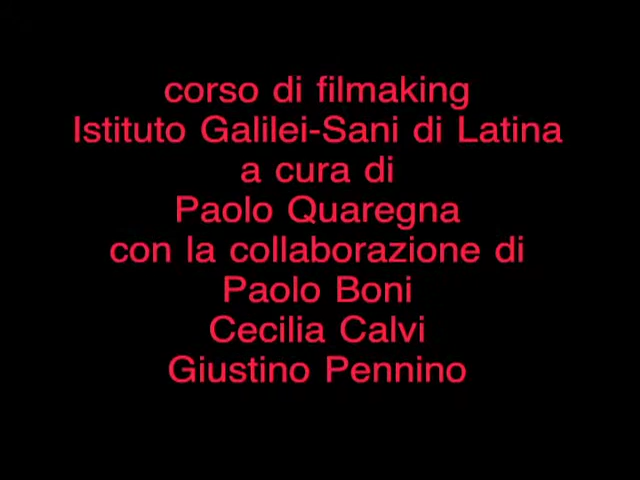 corso di filmaking
Istituto Galilei-Sani di Latina
a cura di
Paolo Quaregna
con la collaborazione di
Paolo Boni
Cecilia Calvi
Giustino Pennino